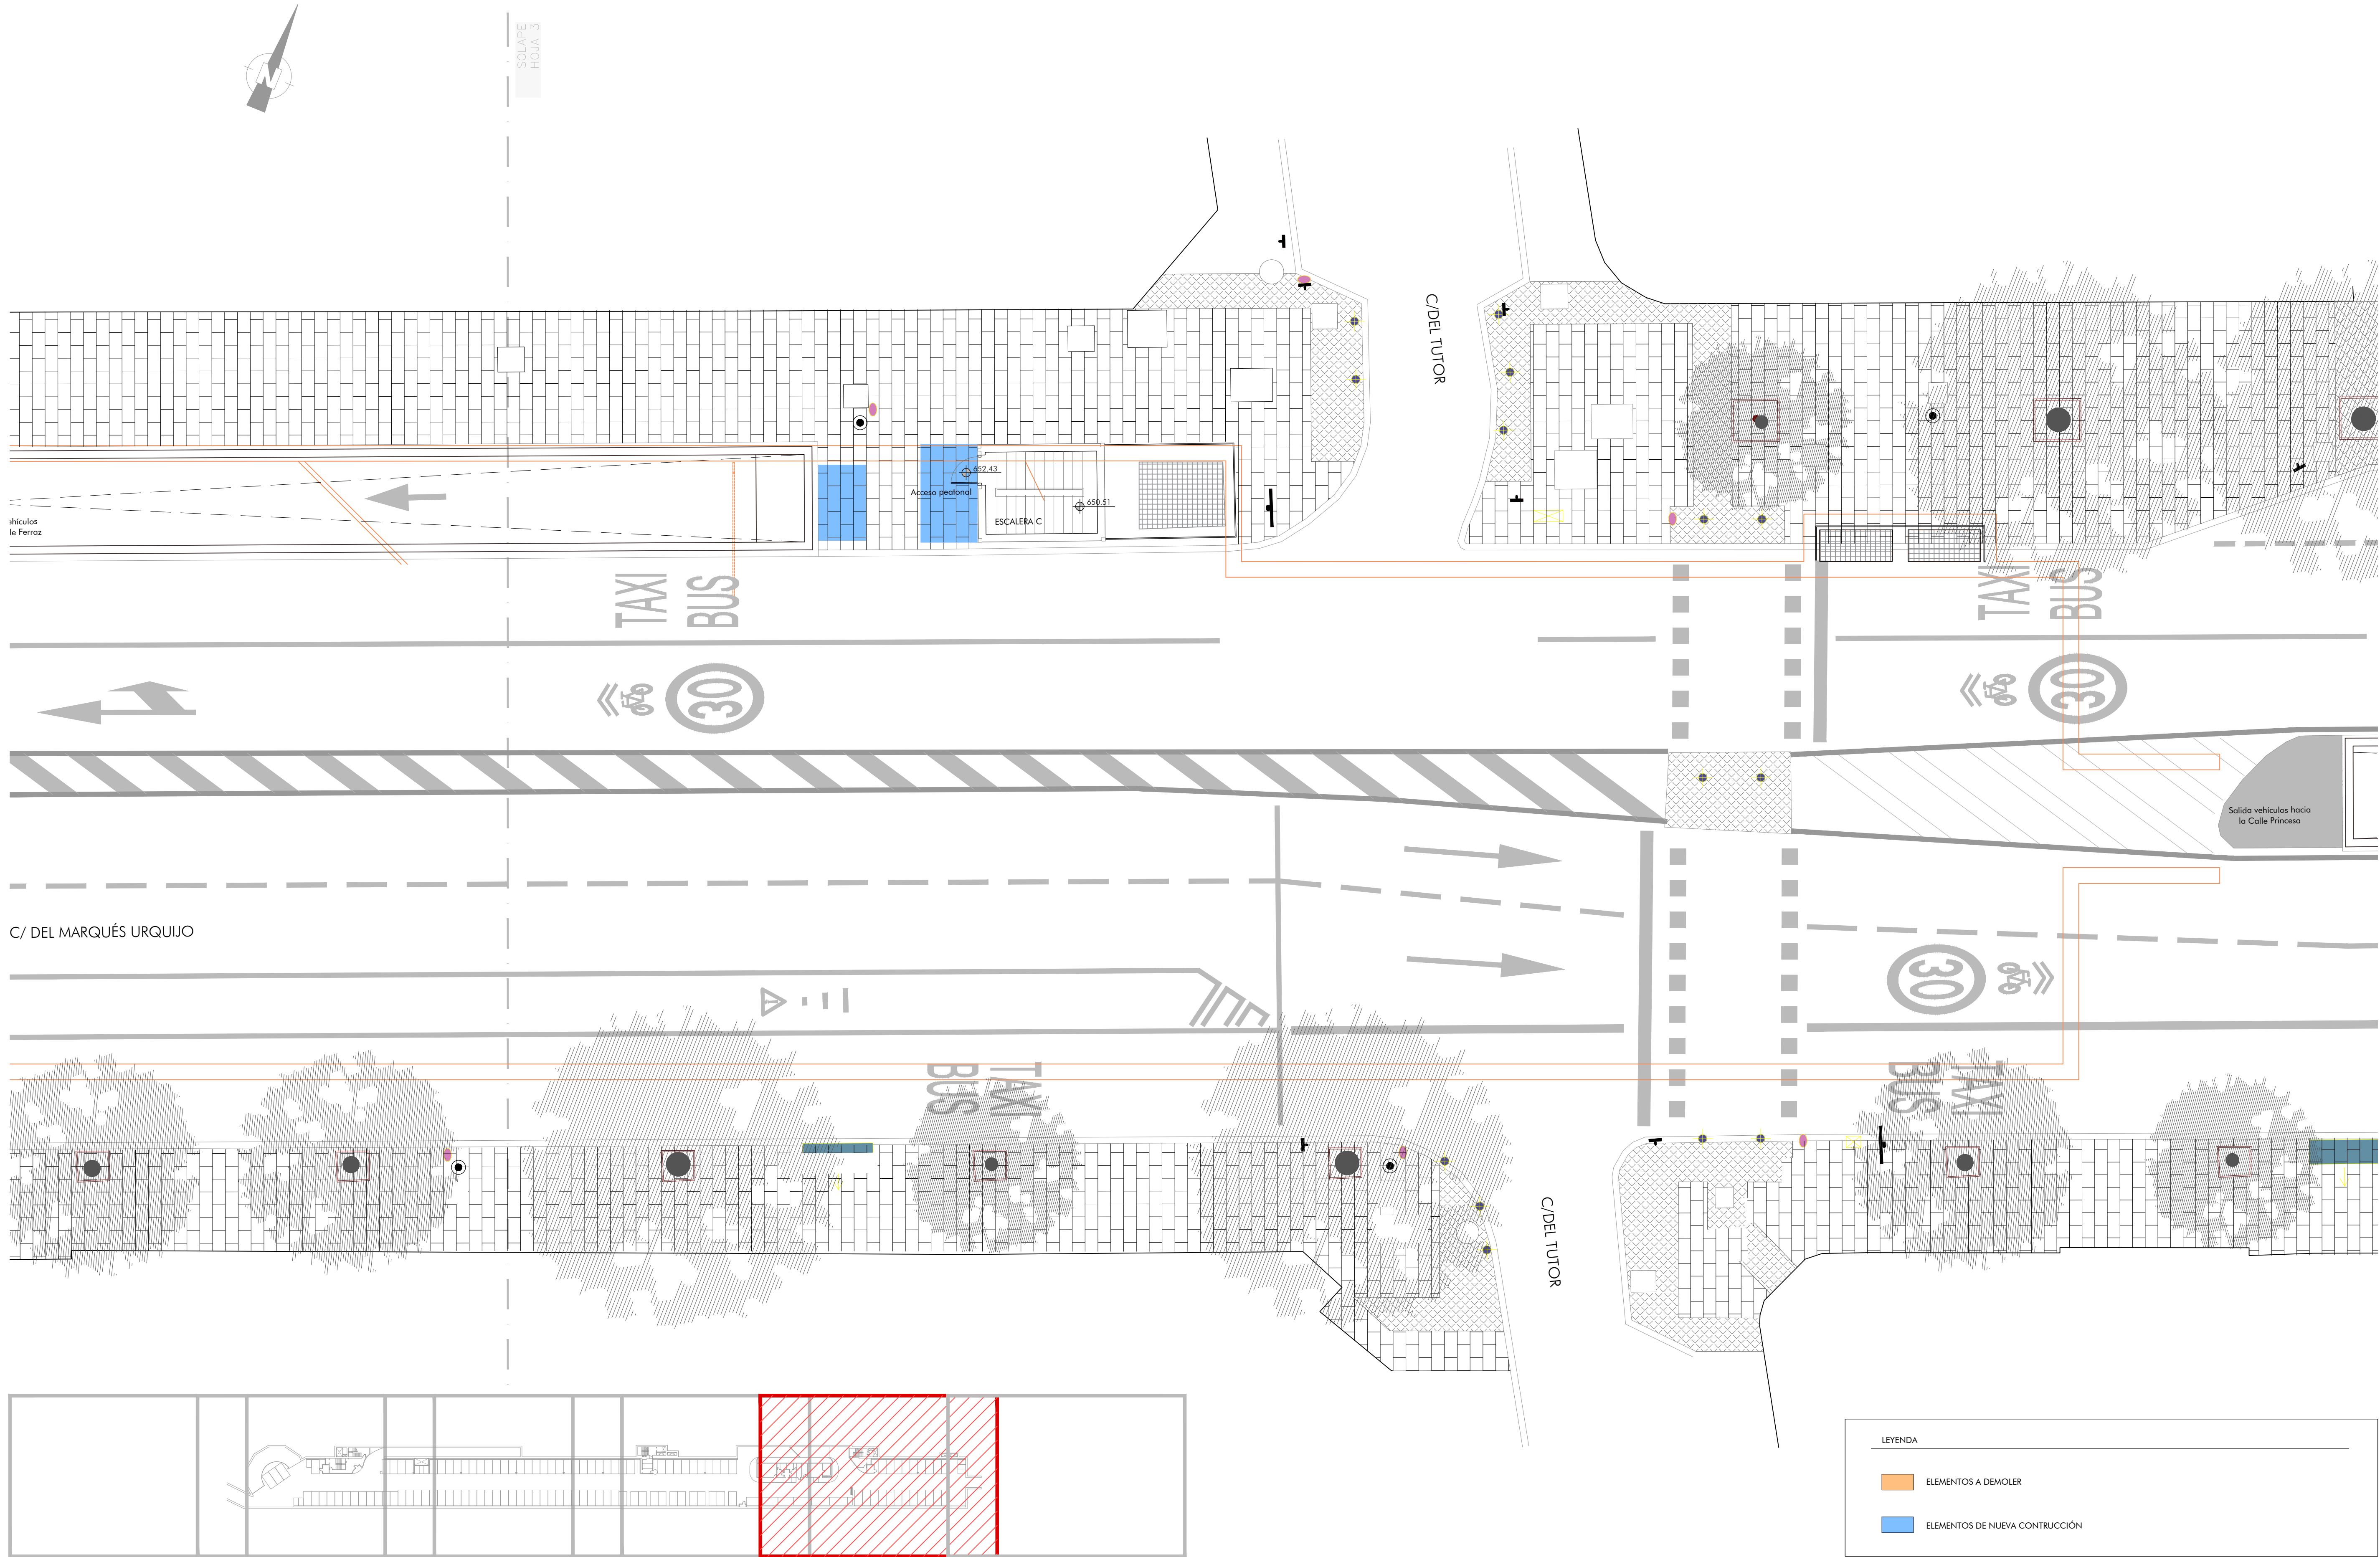 SOLAPE
HOJA 3
N
C/DEL TUTOR
652.43
Acceso peatonal
650.51
ESCALERA C
ehículos
le Ferraz
TAXI
BUS
TAXI
BUS
30
30
Salida vehículos hacia
la Calle Princesa
C/ DEL MARQUÉS URQUIJO
30
BUS
TAXI
BUS
TAXI
C/DEL TUTOR
LEYENDA
ELEMENTOS A DEMOLER
ELEMENTOS DE NUEVA CONTRUCCIÓN